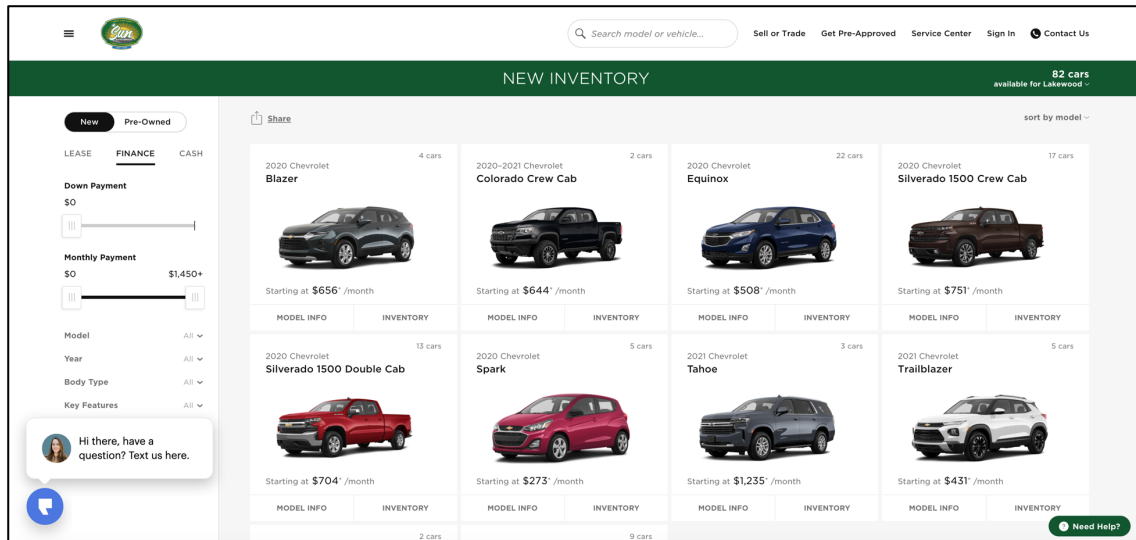 Sun
Search model or vehicle...
Sell or Trade
Get Pre-Approved
Service Center
Sign In
Contact Us
NEW INVENTORY
82 cars
available for Lakewood
New
Pre-Owned
LEASE
FINANCE
CASH
Down Payment
$0
Monthly Payment
$0
$1,450+
Model
All
Year
All
Body Type
All
Key Features
All
Hi there, have a
question? Text us here.
Share
sort by model
4 cars
2020 Chevrolet
Blazer
Starting at $656* /month
MODEL INFO
INVENTORY
2 cars
2020–2021 Chevrolet
Colorado Crew Cab
Starting at $644* /month
MODEL INFO
INVENTORY
22 cars
2020 Chevrolet
Equinox
Starting at $508* /month
MODEL INFO
INVENTORY
17 cars
2020 Chevrolet
Silverado 1500 Crew Cab
Starting at $751* /month
MODEL INFO
INVENTORY
13 cars
2020 Chevrolet
Silverado 1500 Double Cab
Starting at $704* /month
MODEL INFO
INVENTORY
5 cars
2020 Chevrolet
Spark
Starting at $273* /month
MODEL INFO
INVENTORY
3 cars
2021 Chevrolet
Tahoe
Starting at $1,235* /month
MODEL INFO
INVENTORY
5 cars
2021 Chevrolet
Trailblazer
Starting at $431* /month
MODEL INFO
INVENTORY
2 cars
9 cars
Need Help?